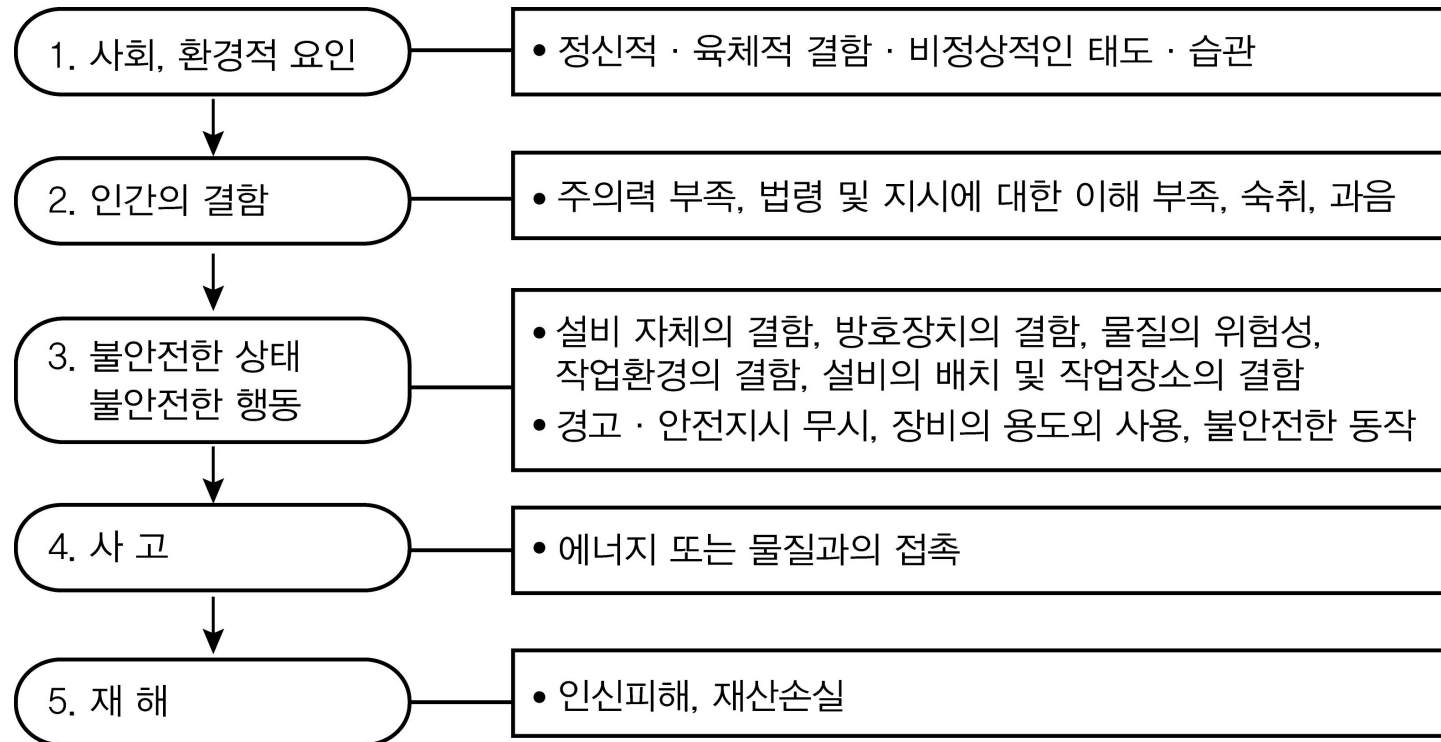 1. 사회, 환경적 요인
• 정신적 · 육체적 결함 · 비정상적인 태도 · 습관
2. 인간의 결함
• 주의력 부족, 법령 및 지시에 대한 이해 부족, 숙취, 과음
3. 불안전한 상태
불안전한 행동
• 설비 자체의 결함, 방호장치의 결함, 물질의 위험성,
작업환경의 결함, 설비의 배치 및 작업장소의 결함
• 경고 · 안전지시 무시, 장비의 용도외 사용, 불안전한 동작
4. 사 고
• 에너지 또는 물질과의 접촉
5. 재 해
• 인신피해, 재산손실